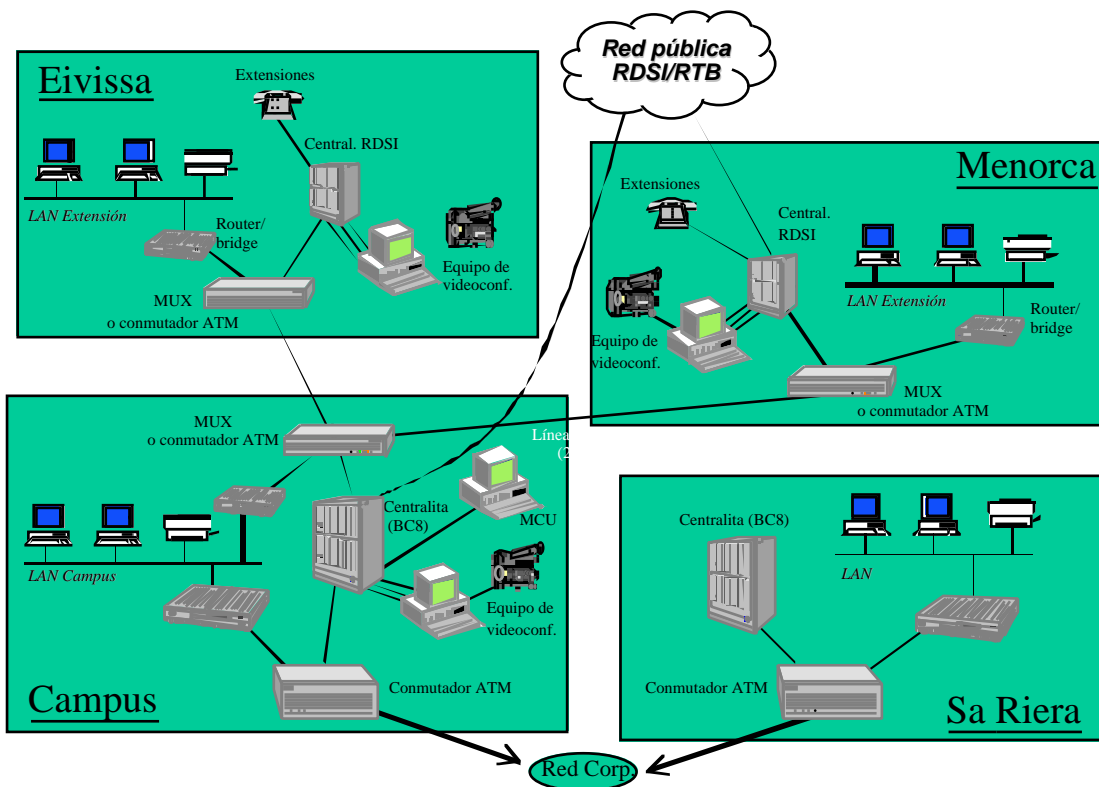 Red pública
RDSI/RTB
Eivissa
Extensiones
Central. RDSI
LAN Extensión
Router/
bridge
Equipo de
videoconf.
MUX
o conmutador ATM
Menorca
Extensiones
Central.
RDSI
LAN Extensión
Router/
bridge
Equipo de
videoconf.
MUX
o conmutador ATM
MUX
o conmutador ATM
Línea
(2
Centralita
(BC8)
MCU
LAN Campus
Equipo de
videoconf.
Conmutador ATM
Campus
Centralita (BC8)
LAN
Conmutador ATM
Sa Riera
Red Corp.